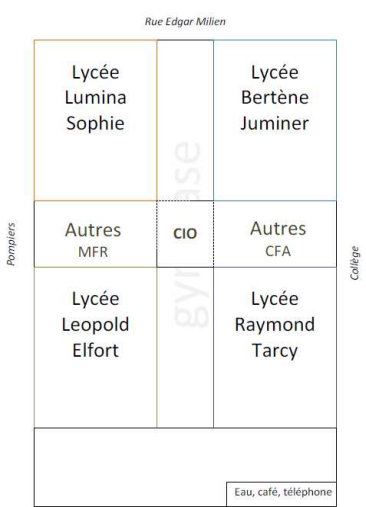 Rue Edgar Milien
Lycée
Lumina
Sophie
Lycée
Bertène
Juminer
gymnase
Pompiers
Autres
MFR
CIO
Autres
CFA
Collège
Lycée
Leopold
Elfort
Lycée
Raymond
Tarcy
Eau, café, téléphone